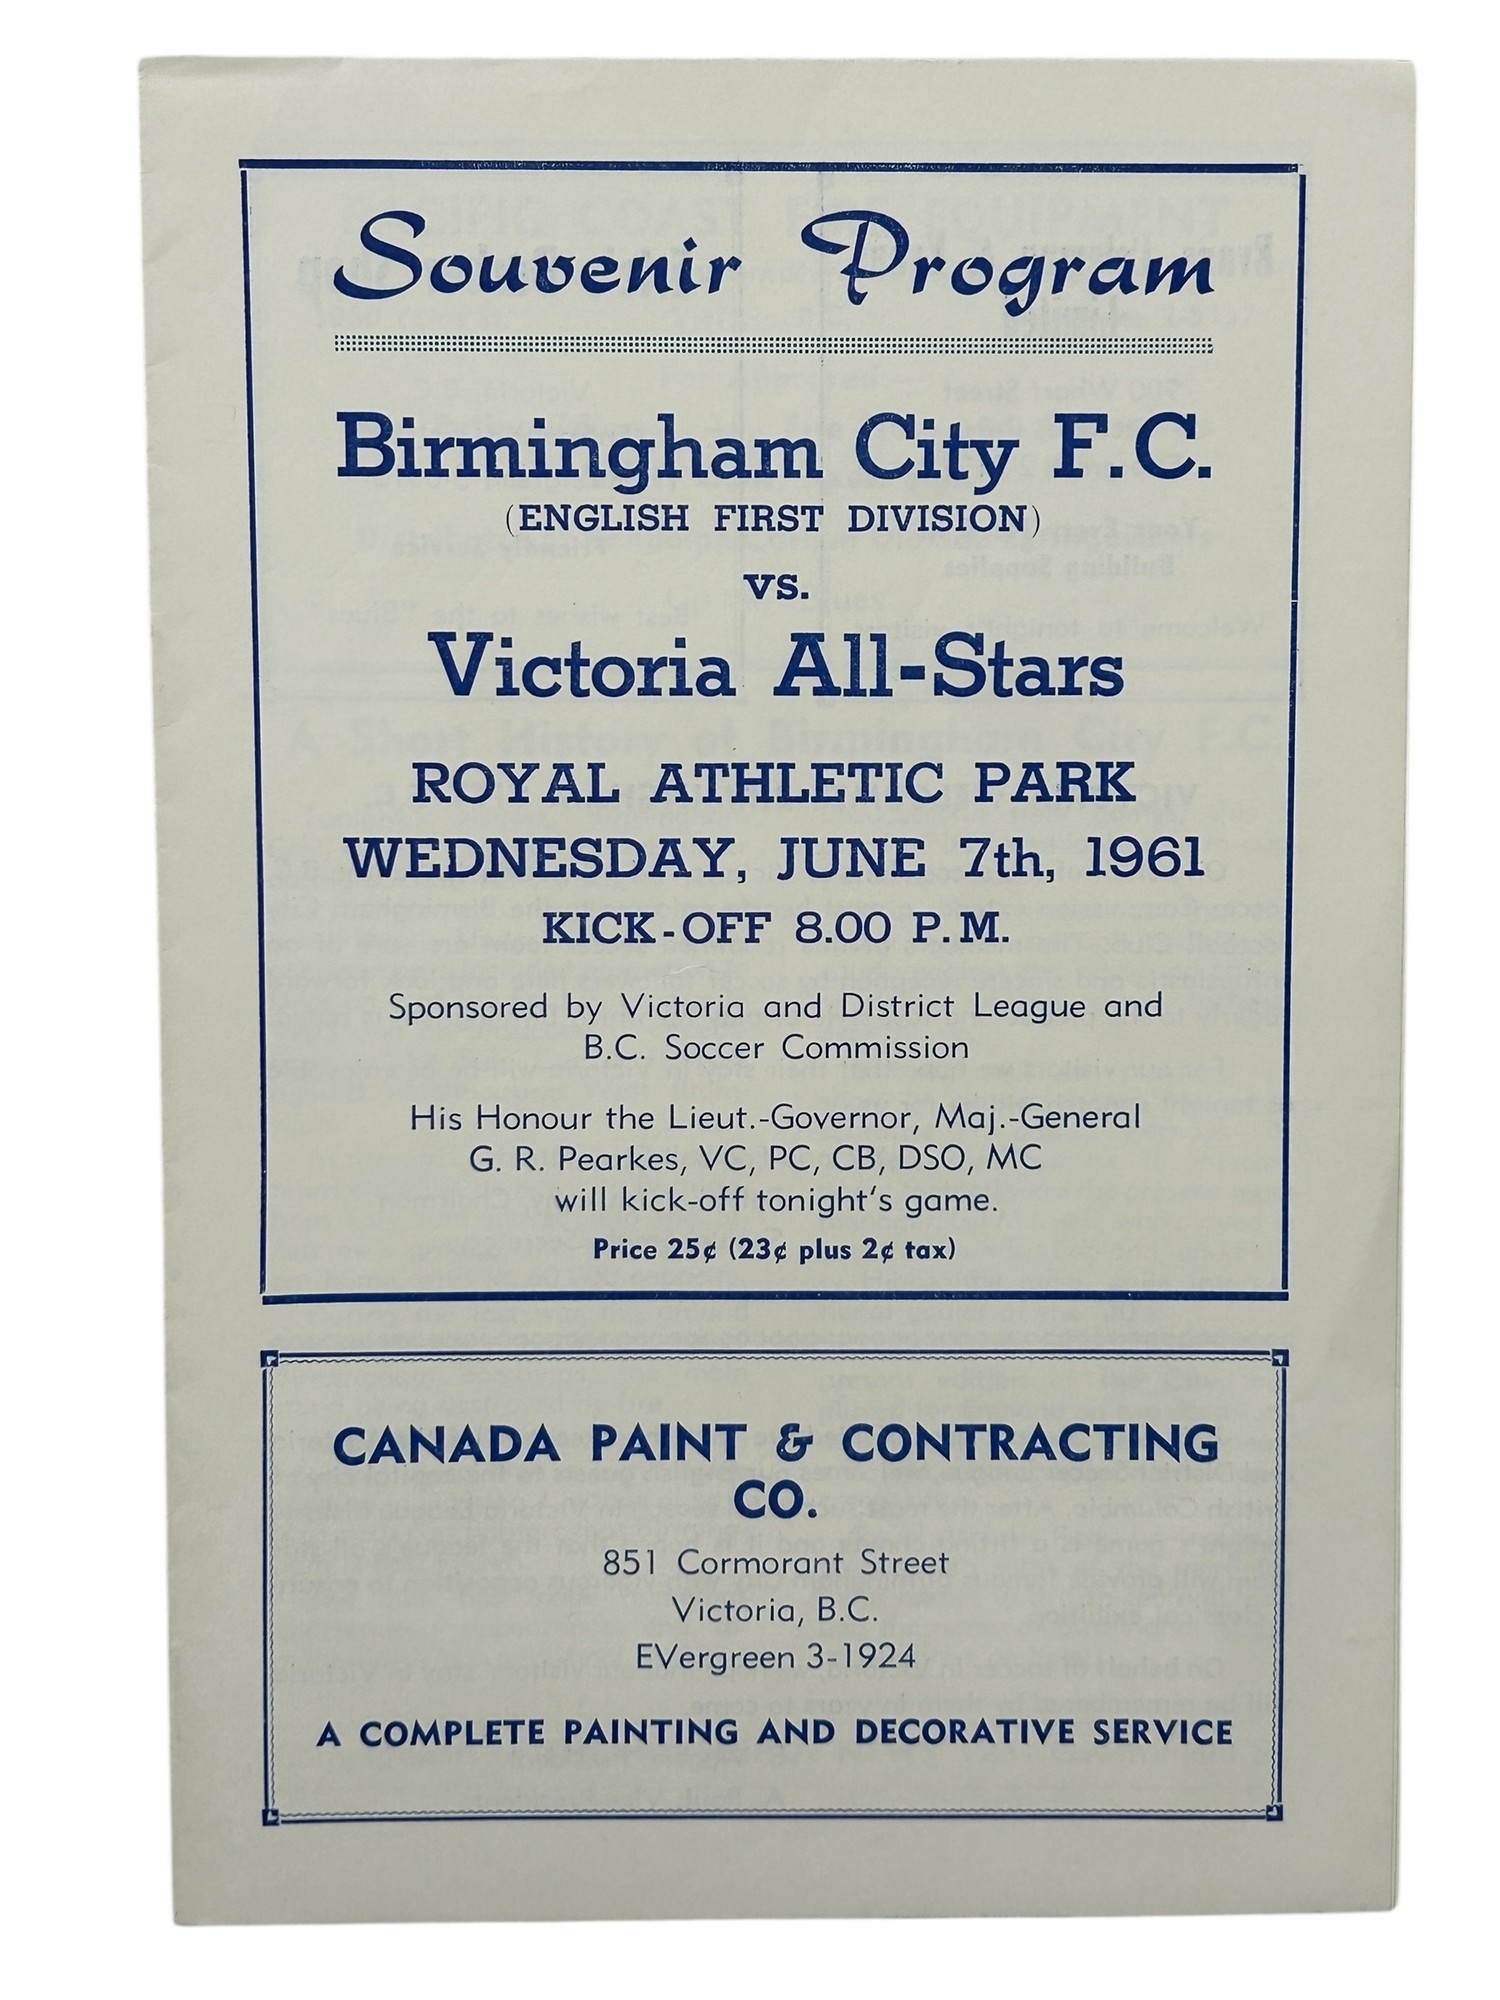 Souvenir Program
Birmingham City F.C.
(ENGLISH FIRST DIVISION)
vs.
Victoria All-Stars
ROYAL ATHLETIC PARK
WEDNESDAY, JUNE 7th, 1961
KICK-OFF 8.00 P.M.
Sponsored by Victoria and District League and
B.C. Soccer Commission
His Honour the Lieut.-Governor, Maj.-General
G. R. Pearkes, VC, PC, CB, DSO, MC
will kick-off tonight's game.
Price 25¢ (23¢ plus 2¢ tax)
CANADA PAINT & CONTRACTING
CO.
851 Cormorant Street
Victoria, B.C.
EVergreen 3-1924
A COMPLETE PAINTING AND DECORATIVE SERVICE